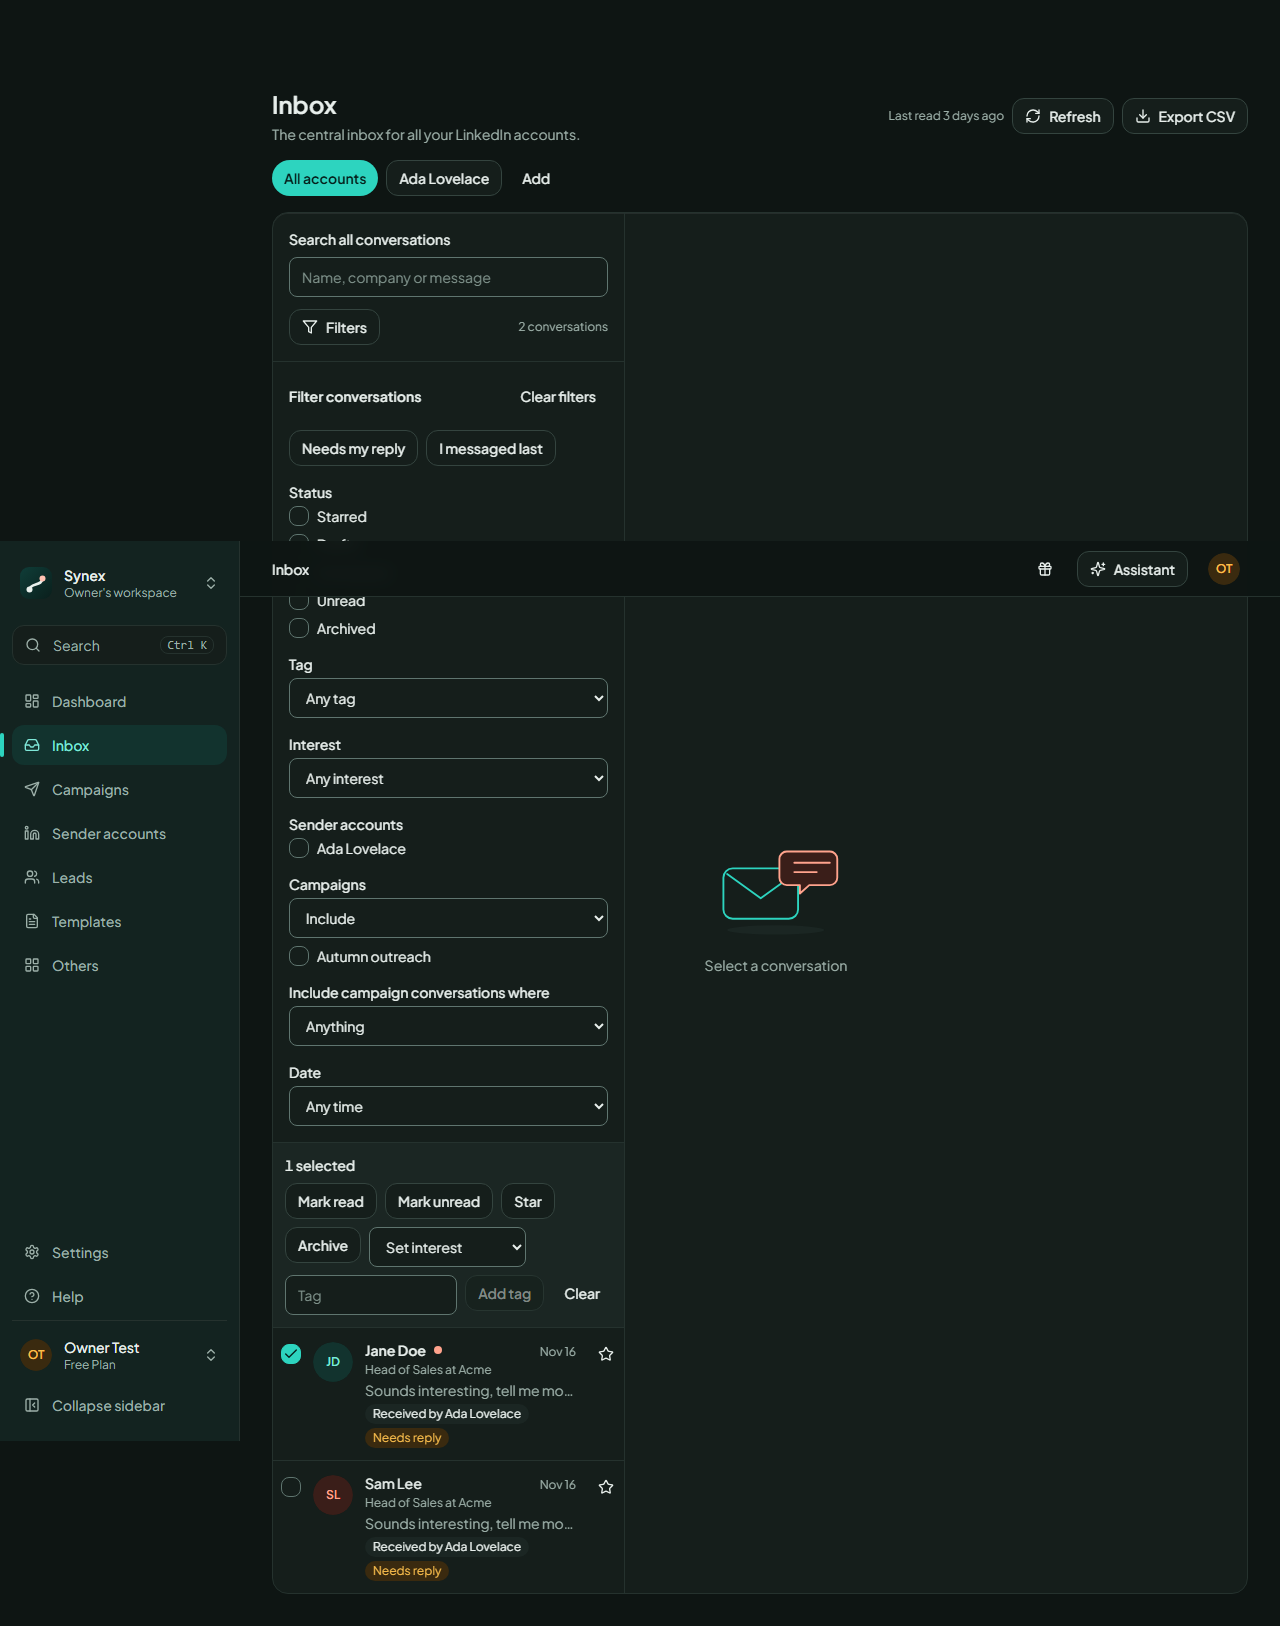 Inbox
The central inbox for all your LinkedIn accounts.
Last read 3 days ago
Refresh
Export CSV
All accounts
Ada Lovelace
Add
Search all conversations
Name, company or message
Filters
2 conversations
Filter conversations
Clear filters
Needs my reply
I messaged last
Status
Starred
Synex
Owner's workspace
Search
Ctrl K
Dashboard
Inbox
Campaigns
Sender accounts
Leads
Templates
Others
Settings
Help
OT
Owner Test
Free Plan
Collapse sidebar
Inbox
Assistant
OT
Unread
Archived
Tag
Any tag
Interest
Any interest
Sender accounts
Ada Lovelace
Campaigns
Include
Autumn outreach
Include campaign conversations where
Anything
Date
Any time
1 selected
Mark read
Mark unread
Star
Archive
Set interest
Tag
Add tag
Clear
JD
Jane Doe
Nov 16
Head of Sales at Acme
Sounds interesting, tell me mo...
Received by Ada Lovelace
Needs reply
SL
Sam Lee
Nov 16
Head of Sales at Acme
Sounds interesting, tell me mo...
Received by Ada Lovelace
Needs reply
Select a conversation